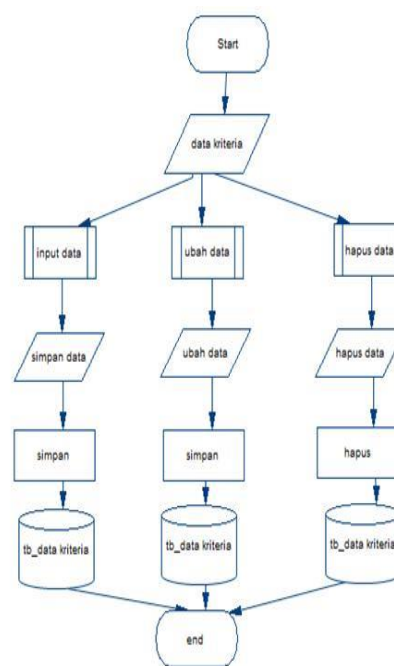 Start
data kriteria
input data
ubah data
hapus data
simpan data
ubah data
hapus data
simpan
simpan
hapus
tb_data kriteria
tb_data kriteria
tb_data kriteria
end